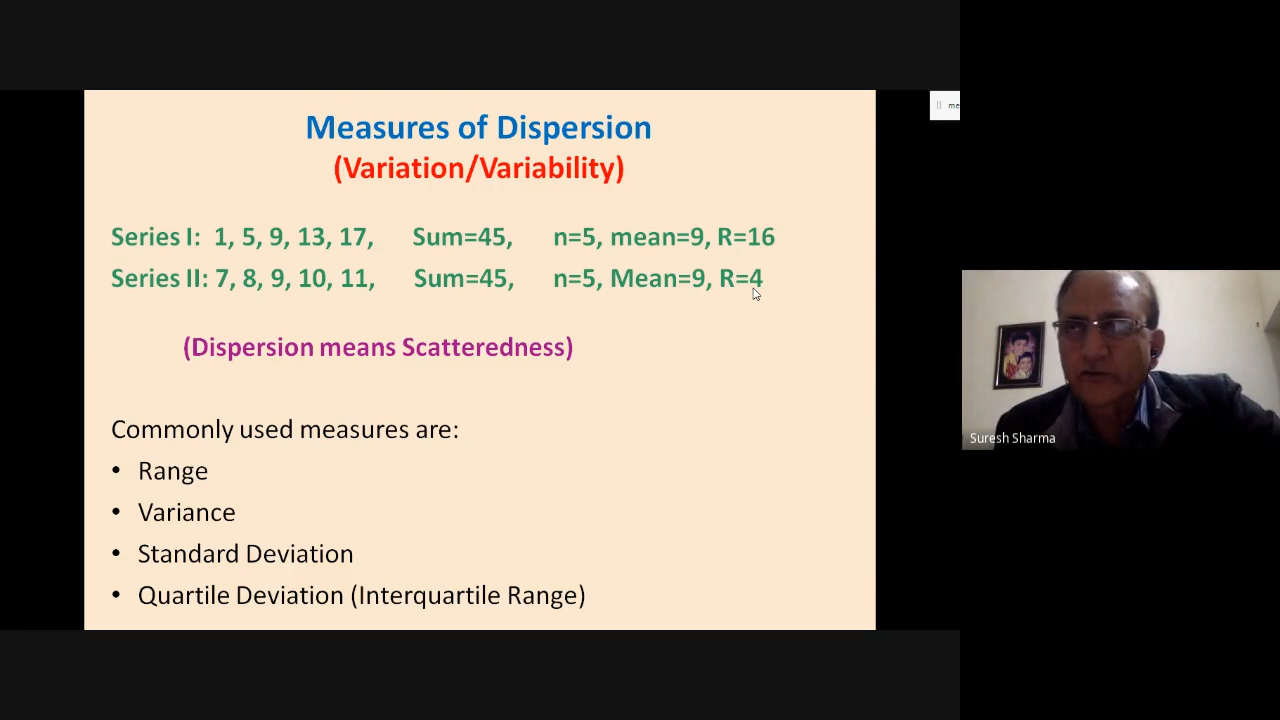 Measures of Dispersion
(Variation/Variability)
Series I: 1, 5, 9, 13, 17, Sum=45, n=5, mean=9, R=16
Series II: 7, 8, 9, 10, 11, Sum=45, n=5, Mean=9, R=4
(Dispersion means Scatteredness)
Commonly used measures are:
• Range
• Variance
• Standard Deviation
• Quartile Deviation (Interquartile Range)
me
Suresh Sharma